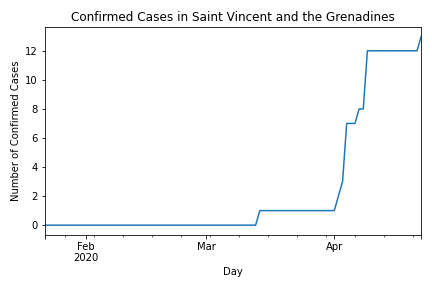 Confirmed Cases in Saint Vincent and the Grenadines
Number of Confirmed Cases
12
10
8
6
4
2
0
Feb
2020
Mar
Apr
Day